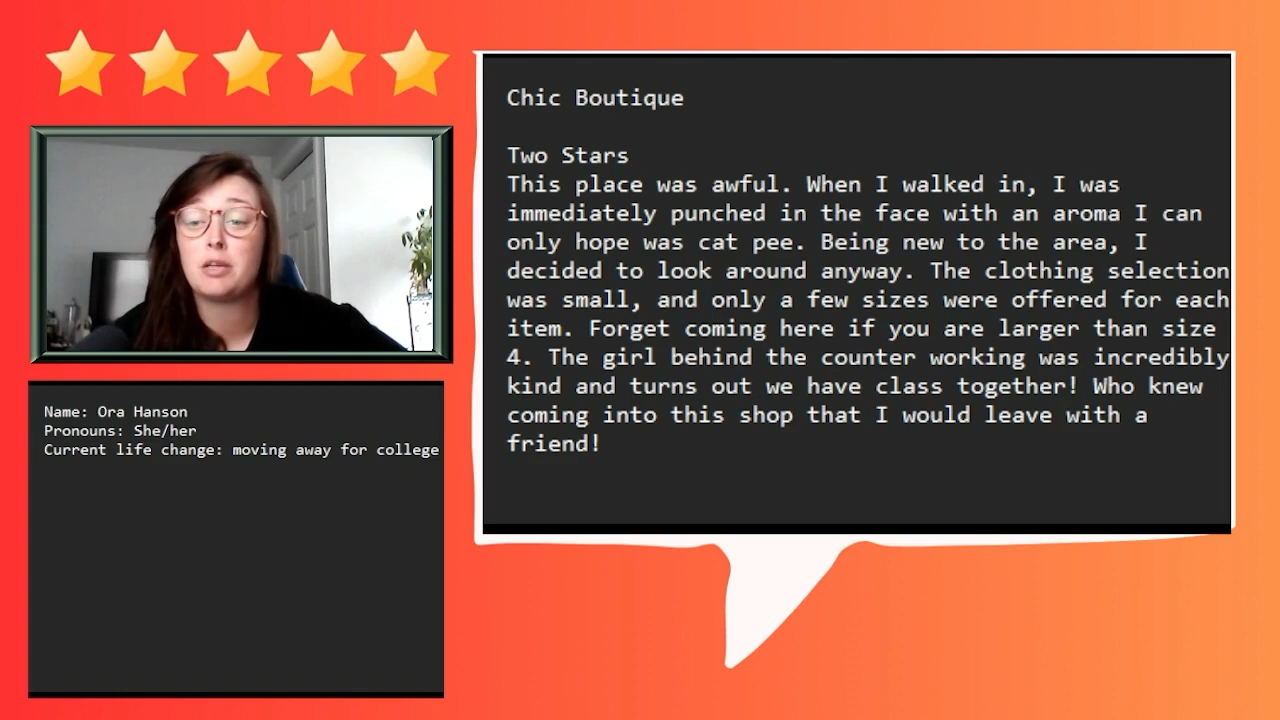 Chic Boutique
Two Stars
This place was awful. When I walked in, I was
immediately punched in the face with an aroma I can
only hope was cat pee. Being new to the area, I
decided to look around anyway. The clothing selection
was small, and only a few sizes were offered for each
item. Forget coming here if you are larger than size
4. The girl behind the counter working was incredibly
kind and turns out we have class together! Who knew
coming into this shop that I would leave with a
friend!
Name: Ora Hanson
Pronouns: She/her
Current life change: moving away for college